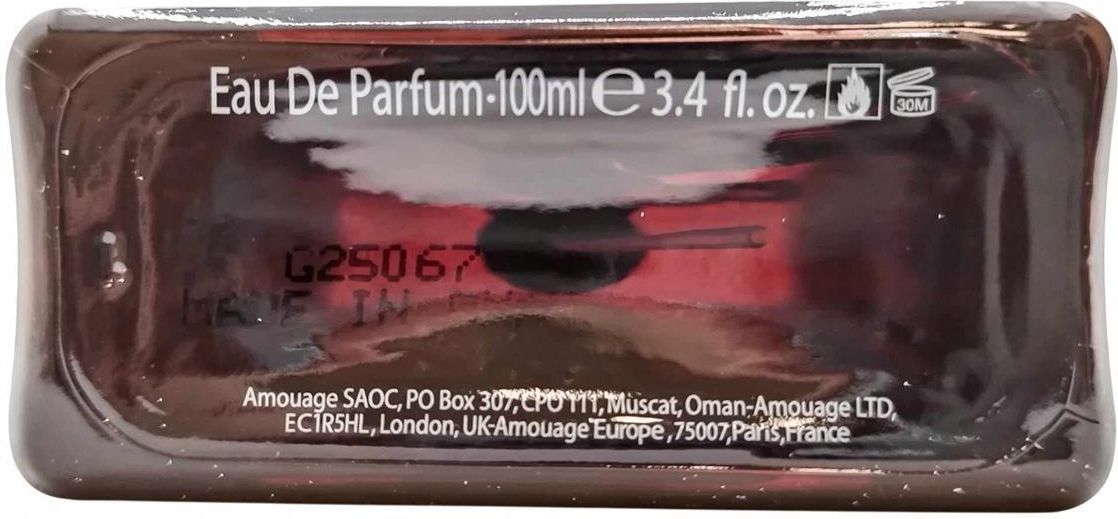 Eau De Parfum·100ml ℮ 3.4 fl. oz. 30M
G25067
MADE IN
Amouage SAOC, PO Box 307, CPO 111, Muscat, Oman-Amouage LTD,
EC1R5HL, London, UK-Amouage Europe ,75007,Paris,France